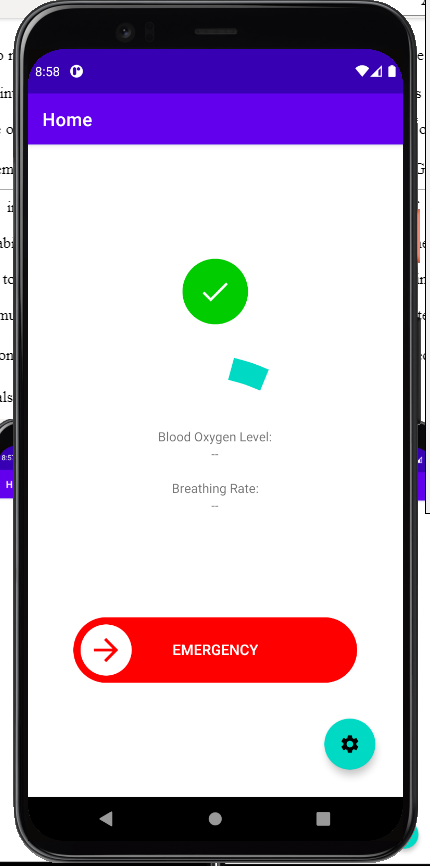 8:58
Home
Blood Oxygen Level:
--
Breathing Rate:
--
EMERGENCY